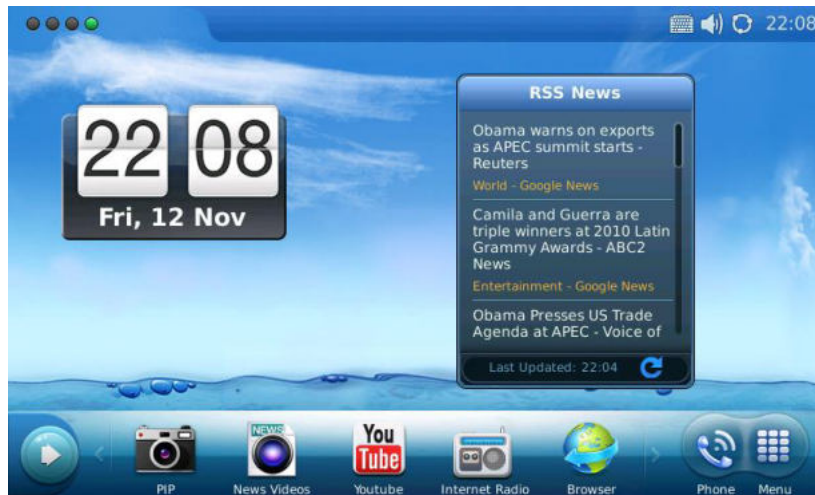 22:08
22 08
Fri, 12 Nov
RSS News
Obama warns on exports
as APEC summit starts -
Reuters
World - Google News
Camila and Guerra are
triple winners at 2010 Latin
Grammy Awards - ABC2
News
Entertainment - Google News
Obama Presses US Trade
Agenda at APEC - Voice of
Last Updated: 22:04
NEWS
You
Tube
PIP
News Videos
Youtube
Internet Radio
Browser
Phone
Menu